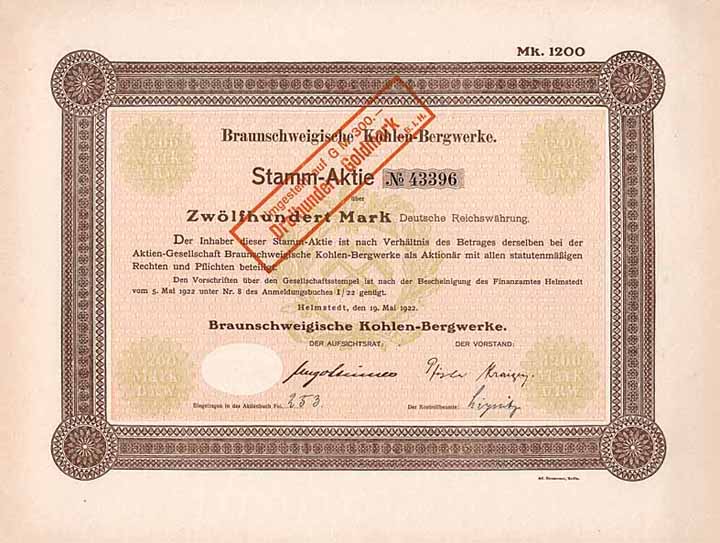 Mk. 1200
Braunschweigische Kohlen-Bergwerke.
Stamm-Aktie № 43396
über
Zwölfhundert Mark Deutsche Reichswährung.
Der Inhaber dieser Stamm-Aktie ist nach Verhältnis des Betrages derselben bei der
Aktien-Gesellschaft Braunschweigische Kohlen-Bergwerke als Aktionär mit allen statutenmäßigen
Rechten und Pflichten beteiligt.
Den Vorschriften über den Gesellschaftsstempel ist nach der Bescheinigung des Finanzamtes Helmstedt
vom 5. Mai 1922 unter Nr. 8 des Anmeldungsbuches I/22 genügt.
Helmstedt, den 19. Mai 1922.
Braunschweigische Kohlen-Bergwerke.
DER AUFSICHTSRAT:
DER VORSTAND:
Eingetragen in das Aktienbuch Fol. 253
Der Kontrollbeamte:
auf G M 300.—
Dreihundert Goldmark